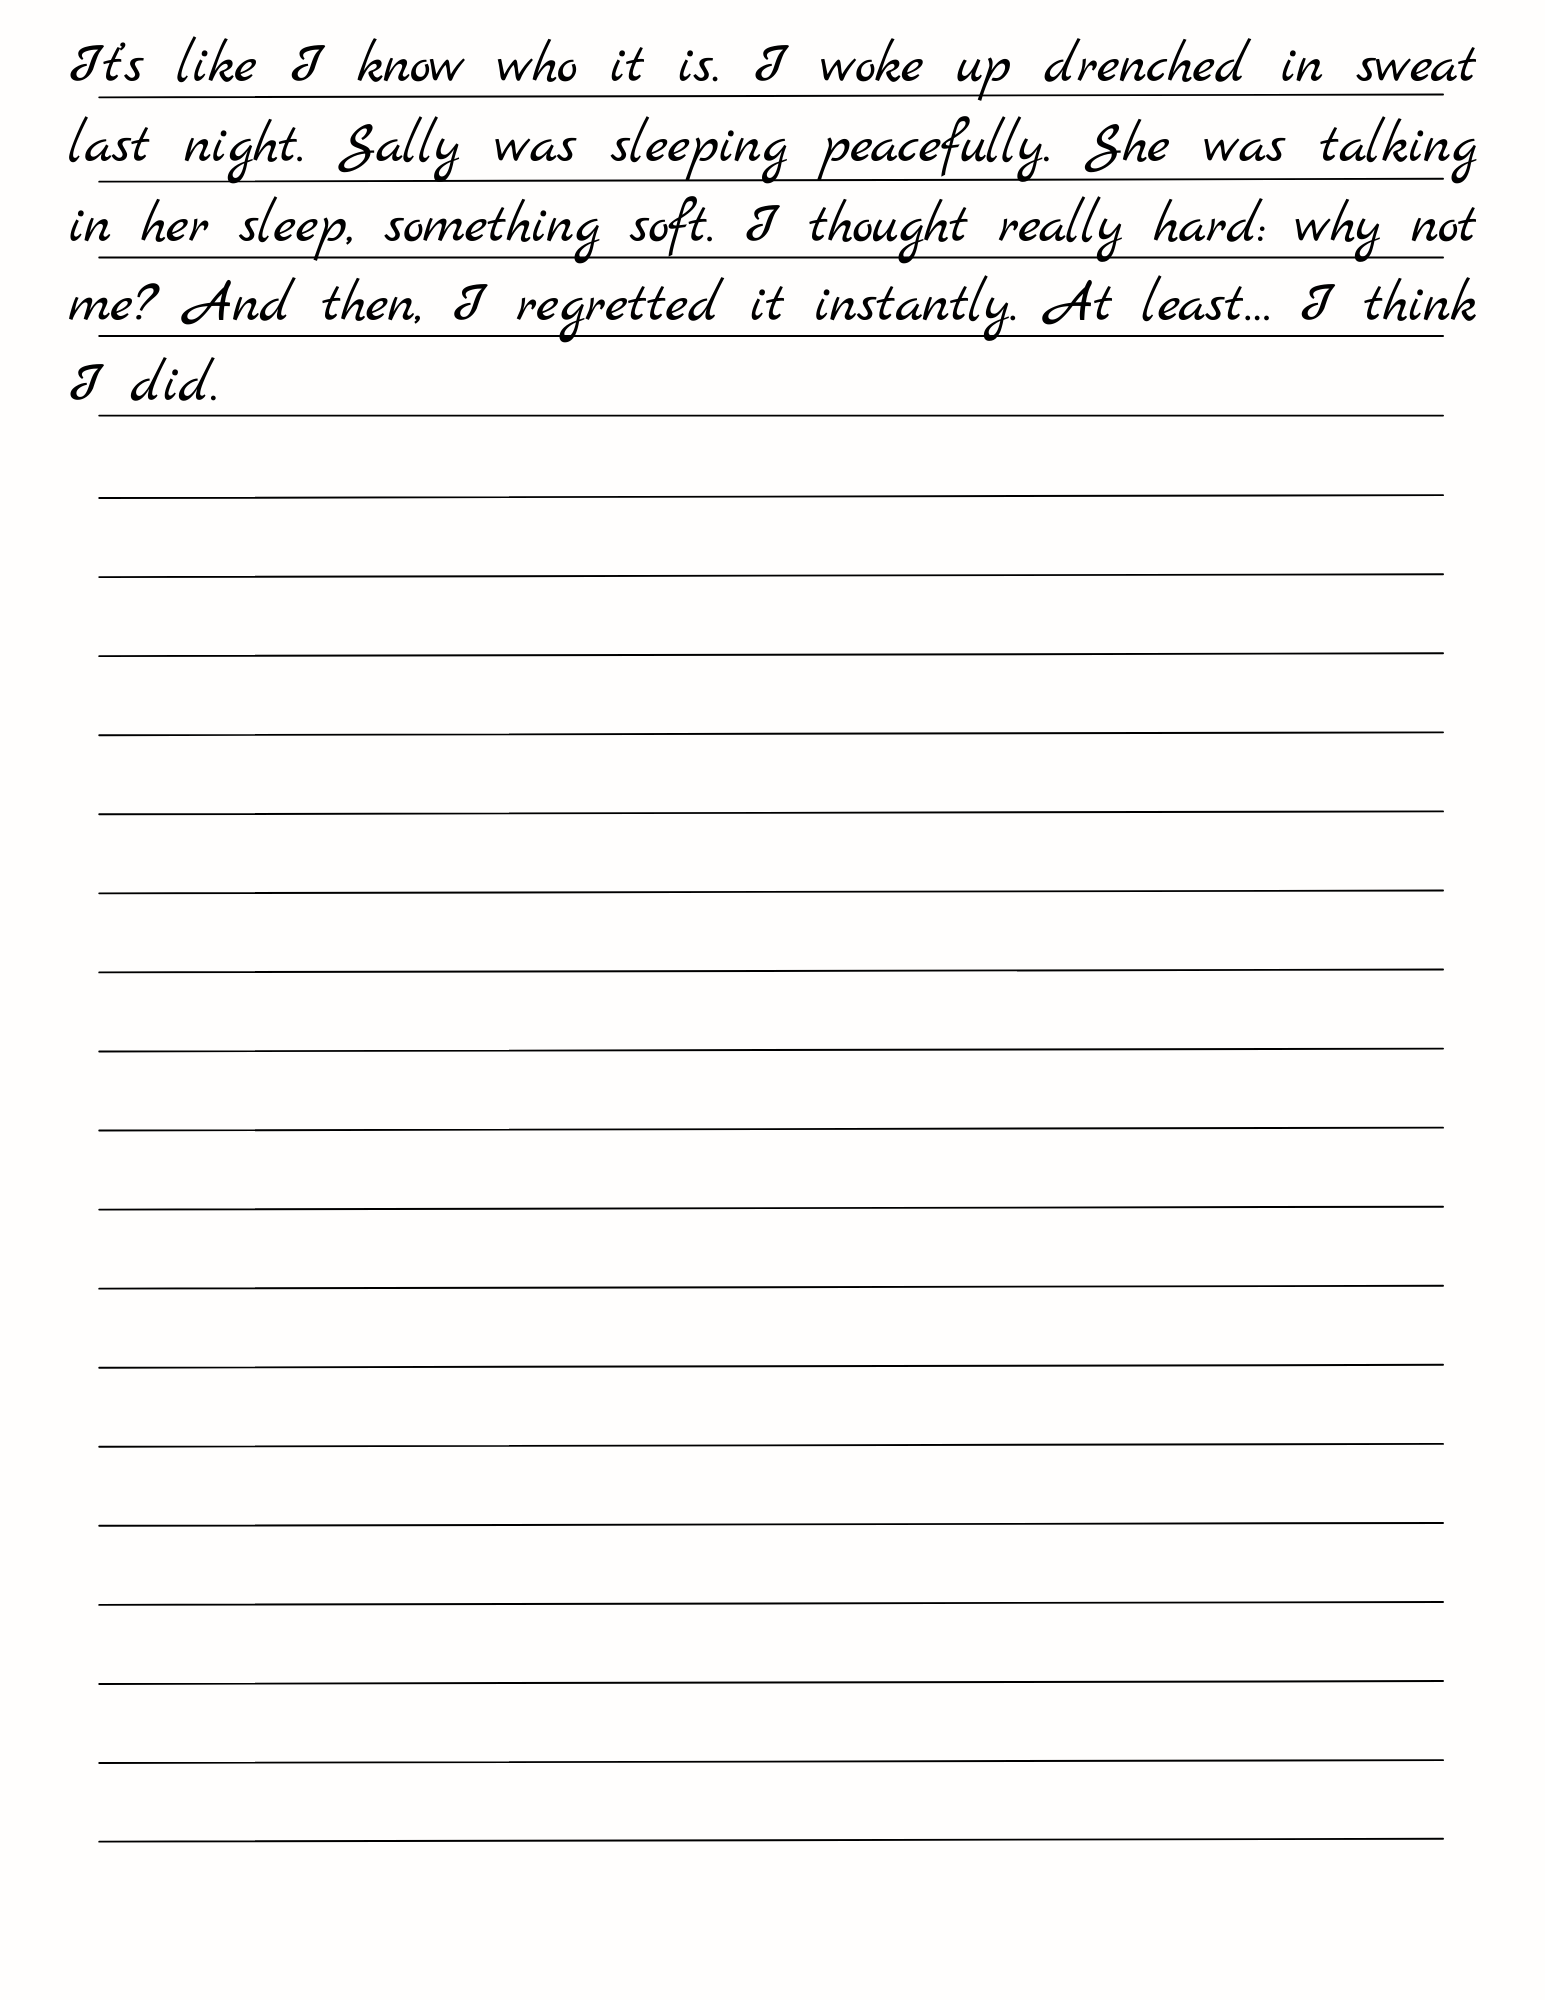 It's like I know who it is. I woke up drenched in sweat
last night. Sally was sleeping peacefully. She was talking
in her sleep, something soft. I thought really hard: why not
me? And then, I regretted it instantly. At least... I think
I did.